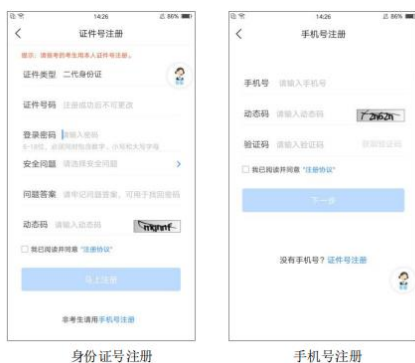 14:26
86%
证件号注册
提示：请报考的考生用本人证件号注册。
证件类型 二代身份证
证件号码 注册成功后不可更改
登录密码 请输入密码
安全问题 请选择安全问题
问题答案 请牢记问题答案，可用于找回密码
动态码 请输入动态码
我已阅读并同意 "注册协议"
马上注册
非考生请用手机号注册
身份证号注册
14:26
86%
手机号注册
手机号 请输入手机号
动态码 请输入动态码
验证码 请输入验证码
我已阅读并同意 "注册协议"
下一步
没有手机号？证件号注册
手机号注册